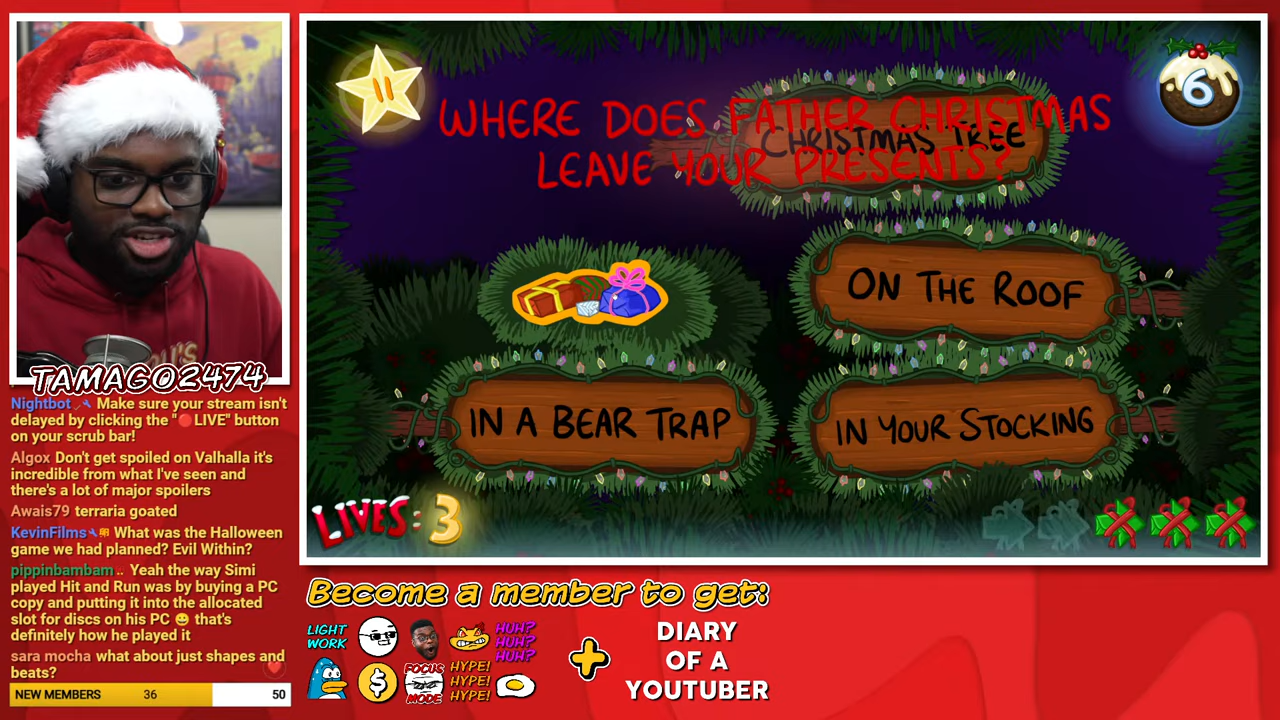 WHERE DOES FATHER CHRISTMAS
LEAVE YOUR PRESENTS?
CHRISTMAS TREE
6
ON THE ROOF
IN A BEAR TRAP
IN YOUR STOCKING
LIVES: 3
TAMAGO2474
Nightbot Make sure your stream isn't
delayed by clicking the "🔴LIVE" button
on your scrub bar!
Algox Don't get spoiled on Valhalla it's
incredible from what I've seen and
there's a lot of major spoilers
Awais79 terraria goated
KevinFilms What was the Halloween
game we had planned? Evil Within?
pippinbambam.. Yeah the way Simi
played Hit and Run was by buying a PC
copy and putting it into the allocated
slot for discs on his PC 😀 that's
definitely how he played it
sara mocha what about just shapes and
beats?
NEW MEMBERS 36 50
Become a member to get:
LIGHT
WORK
HUH?
HUH?
HUH?
$
FOCUS
MODE
HYPE!
HYPE!
HYPE!
DIARY
OF A
YOUTUBER